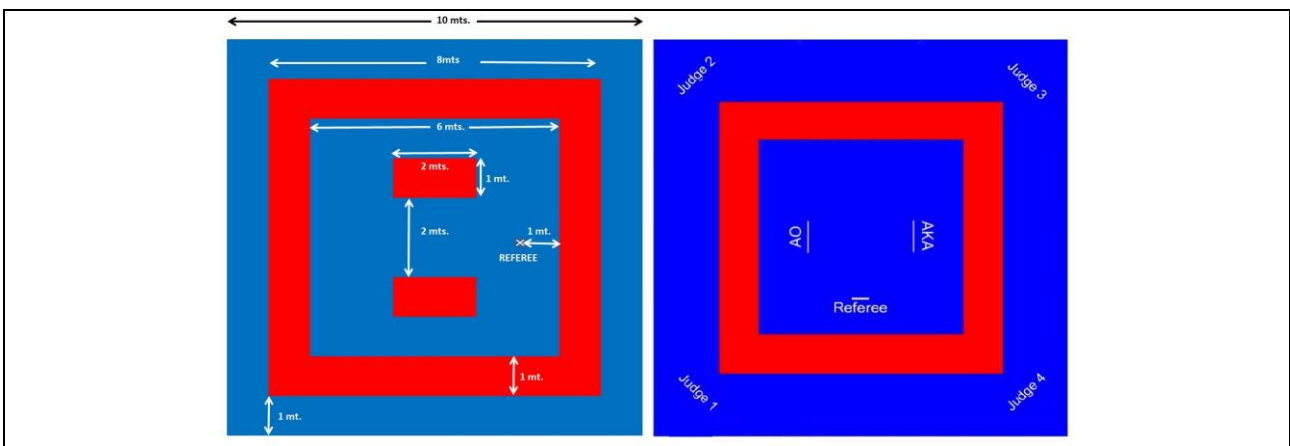 10 mts.
8mts
6 mts.
2 mts.
1 mt.
2 mts.
1 mt.
REFEREE
1 mt.
1 mt.
Judge 2
Judge 3
AO
AKA
Referee
Judge 1
Judge 4